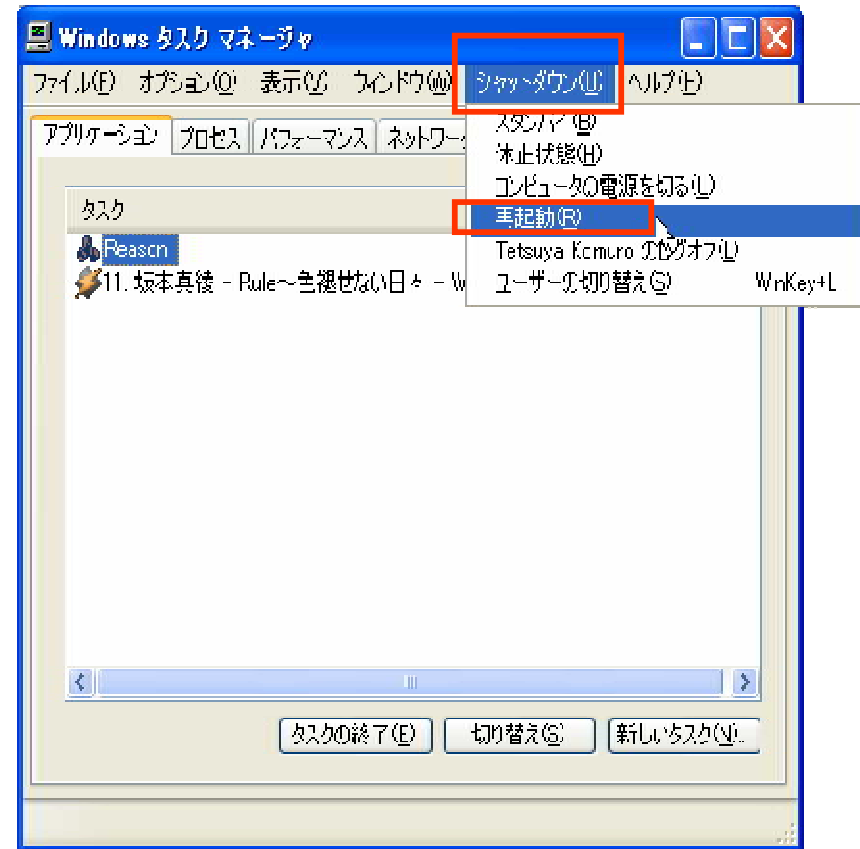 Windows タスク マネージャ
ファイル(F) オプション(O) 表示(V) ウィンドウ(W) シャットダウン(U) ヘルプ(H)
アプリケーション プロセス パフォーマンス ネットワーク
スタンバイ(B)
休止状態(H)
コンピュータの電源を切る(L)
再起動(R)
Tetsuya Komuro のログオフ(L)
ユーザーの切り替え(S) WinKey+L
タスク
Reason
11. 坂本真綾 - Rule～色褪せない日々 - W
タスクの終了(E) 切り替え(S) 新しいタスク(N)...